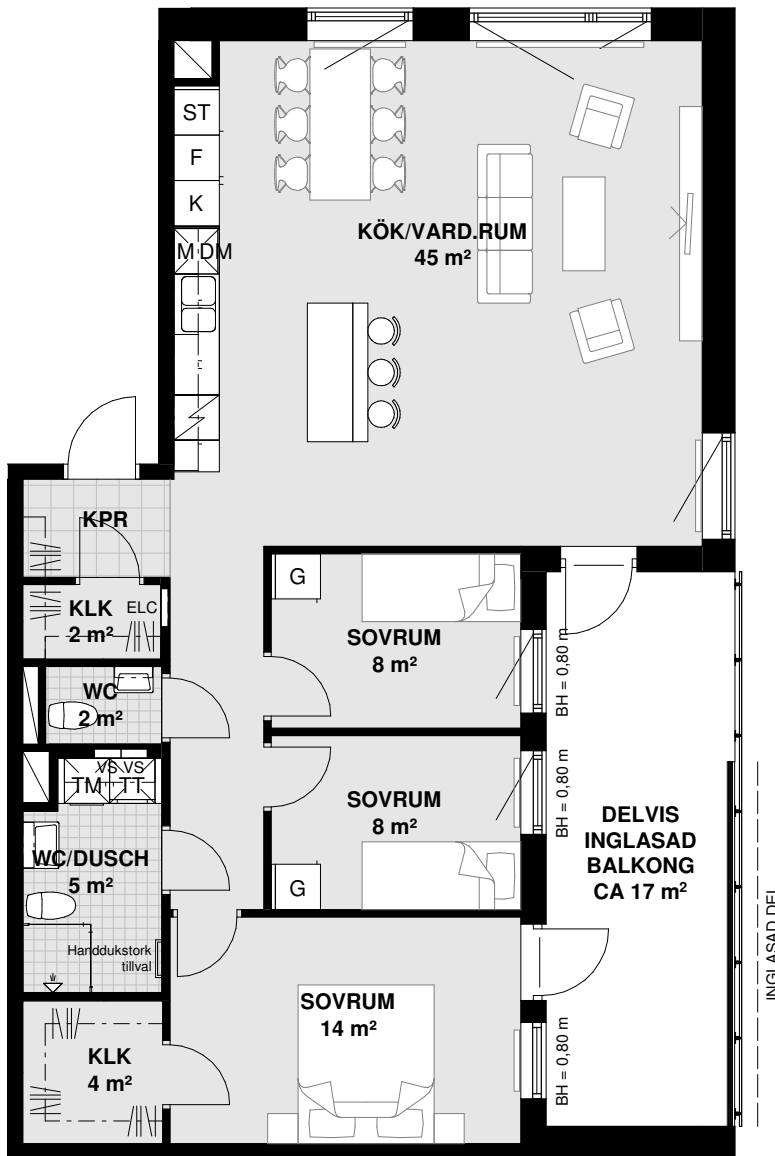 ST
F
K
M DM
KÖK/VARD.RUM
45 m²
KPR
KLK
2 m²
ELC
G
SOVRUM
8 m²
BH = 0,80 m
WC
2 m²
VS VS
TM TT
SOVRUM
8 m²
BH = 0,80 m
G
WC/DUSCH
5 m²
Handdukstork
tillval
DELVIS
INGLASAD
BALKONG
CA 17 m²
INGLASAD DEL
SOVRUM
14 m²
BH = 0,80 m
KLK
4 m²